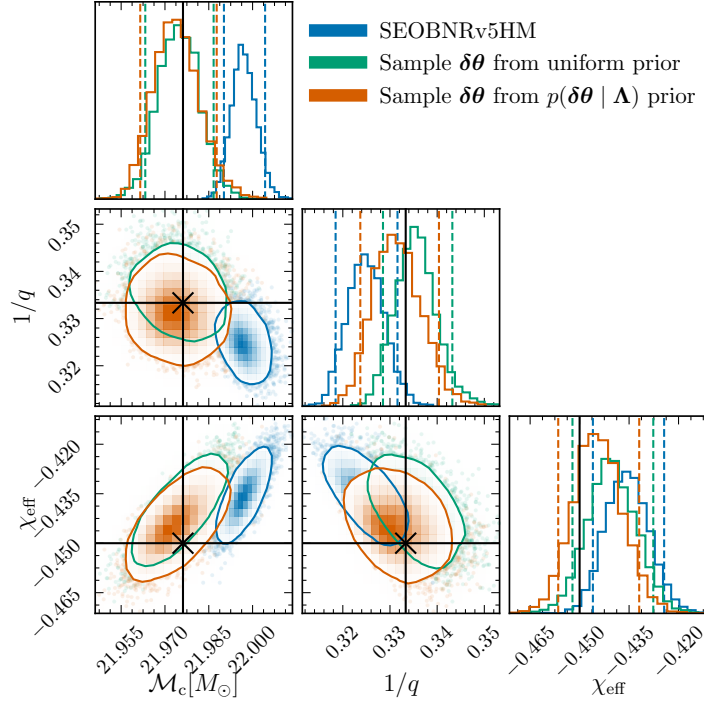 SEOBNRv5HM
Sample δθ from uniform prior
Sample δθ from p(δθ | Λ) prior
0.35
0.34
0.33
0.32
1/q
−0.420
−0.435
−0.450
−0.465
χeff
21.955
21.970
21.985
22.000
Mc[M⊙]
0.32
0.33
0.34
0.35
1/q
−0.465
−0.450
−0.435
−0.420
χeff